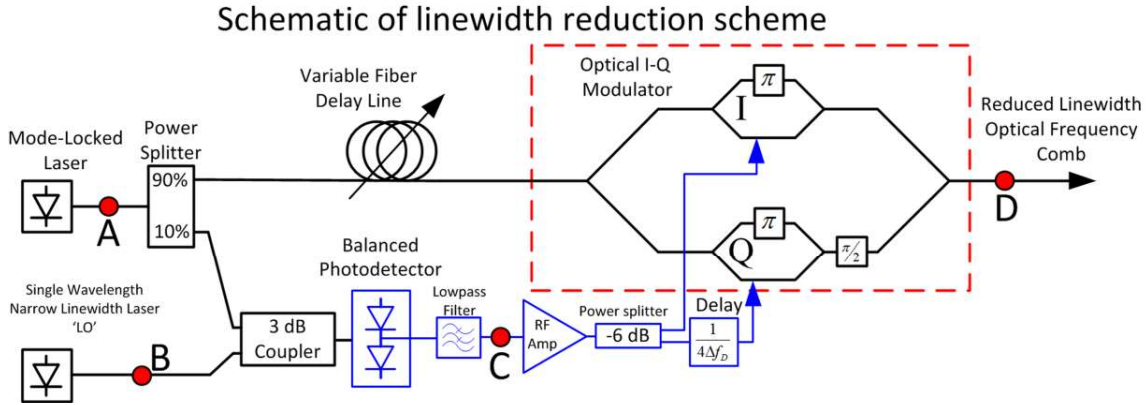 Schematic of linewidth reduction scheme
Mode-Locked
Laser
Power
Splitter
90%
10%
A
Variable Fiber
Delay Line
Optical I-Q
Modulator
π
I
π
Q
π/2
Reduced Linewidth
Optical Frequency
Comb
D
Single Wavelength
Narrow Linewidth Laser
'LO'
B
3 dB
Coupler
Balanced
Photodetector
Lowpass
Filter
C
RF
Amp
Power splitter
-6 dB
Delay
1
4Δf_D